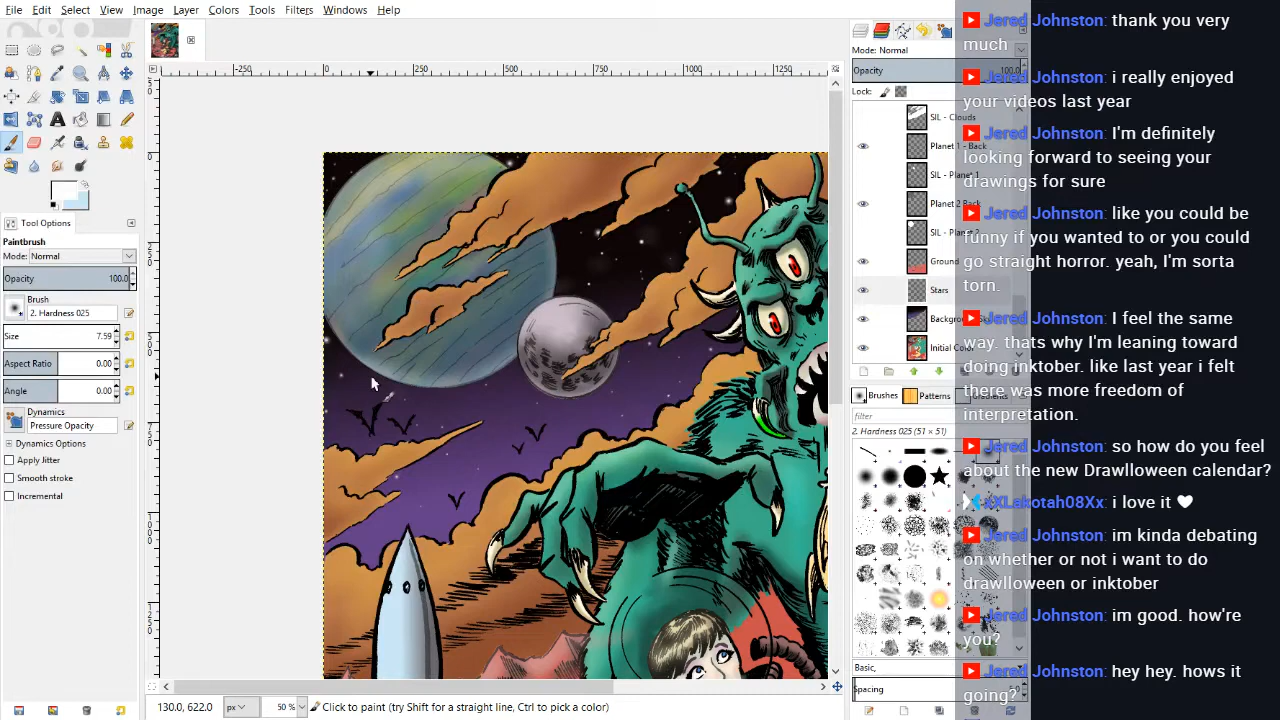 File Edit Select View Image Layer Colors Tools Filters Windows Help
Tool Options
Paintbrush
Mode: Normal
Opacity 100.0
Brush
2. Hardness 025
Size 7.59
Aspect Ratio 0.00
Angle 0.00
Dynamics
Pressure Opacity
Dynamics Options
Apply Jitter
Smooth stroke
Incremental
-250 0 250 500 750 1000 1250
130.0, 622.0 px 50 % Click to paint (try Shift for a straight line, Ctrl to pick a color)
Mode: Normal
Opacity 100.0
Lock:
SIL - Clouds
Planet 1 - Back
SIL - Planet 1
Planet 2 Back
SIL - Planet 2
Ground
Stars
Background
Initial Color
Brushes Patterns Gradients
filter
2. Hardness 025 (51 × 51)
Basic,
Spacing
Jered Johnston: thank you very
much
Jered Johnston: i really enjoyed
your videos last year
Jered Johnston: I'm definitely
looking forward to seeing your
drawings for sure
Jered Johnston: like you could be
funny if you wanted to or you could
go straight horror. yeah, I'm sorta
torn.
Jered Johnston: I feel the same
way. thats why I'm leaning toward
doing inktober. like last year i felt
there was more freedom of
interpretation.
Jered Johnston: so how do you feel
about the new Drawlloween calendar?
xXLakotah08Xx: i love it ♥
Jered Johnston: im kinda debating
on whether or not i want to do
drawlloween or inktober
Jered Johnston: im good. how're
you?
Jered Johnston: hey hey. hows it
going?